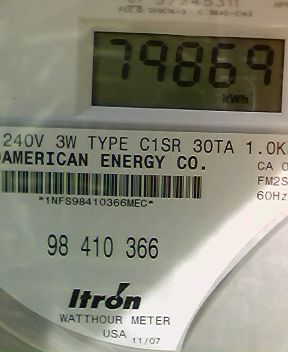 79869
kWh
240V 3W TYPE C1SR 30TA 1.0K
AMERICAN ENERGY CO.
CA 0
FM2S
60Hz
*1NFS98410366MEC*
98 410 366
Itron
WATTHOUR METER
USA 11/07